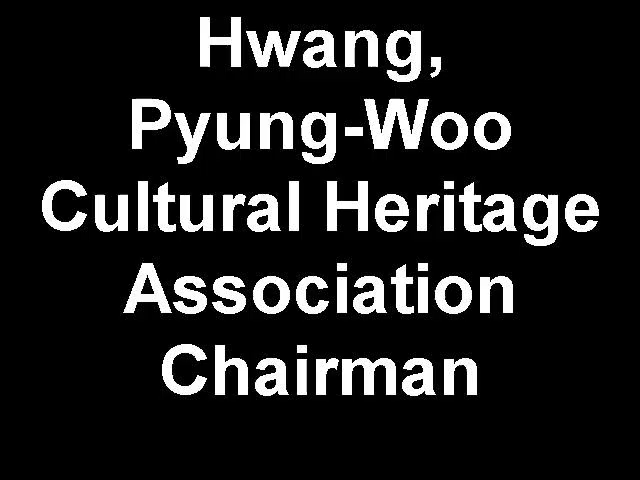 Hwang,
Pyung-Woo
Cultural Heritage
Association
Chairman